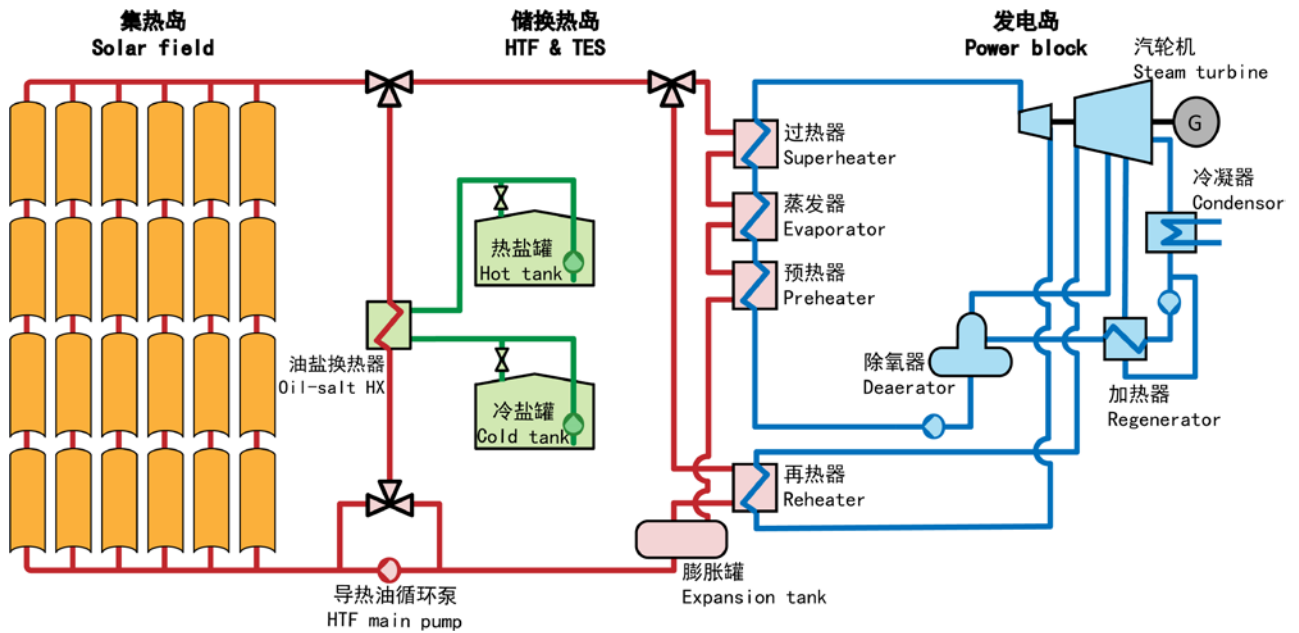 集热岛
Solar field
储换热岛
HTF & TES
发电岛
Power block
汽轮机
Steam turbine
G
过热器
Superheater
冷凝器
Condensor
蒸发器
Evaporator
热盐罐
Hot tank
预热器
Preheater
油盐换热器
Oil-salt HX
除氧器
Deaerator
加热器
Regenerator
冷盐罐
Cold tank
再热器
Reheater
膨胀罐
Expansion tank
导热油循环泵
HTF main pump